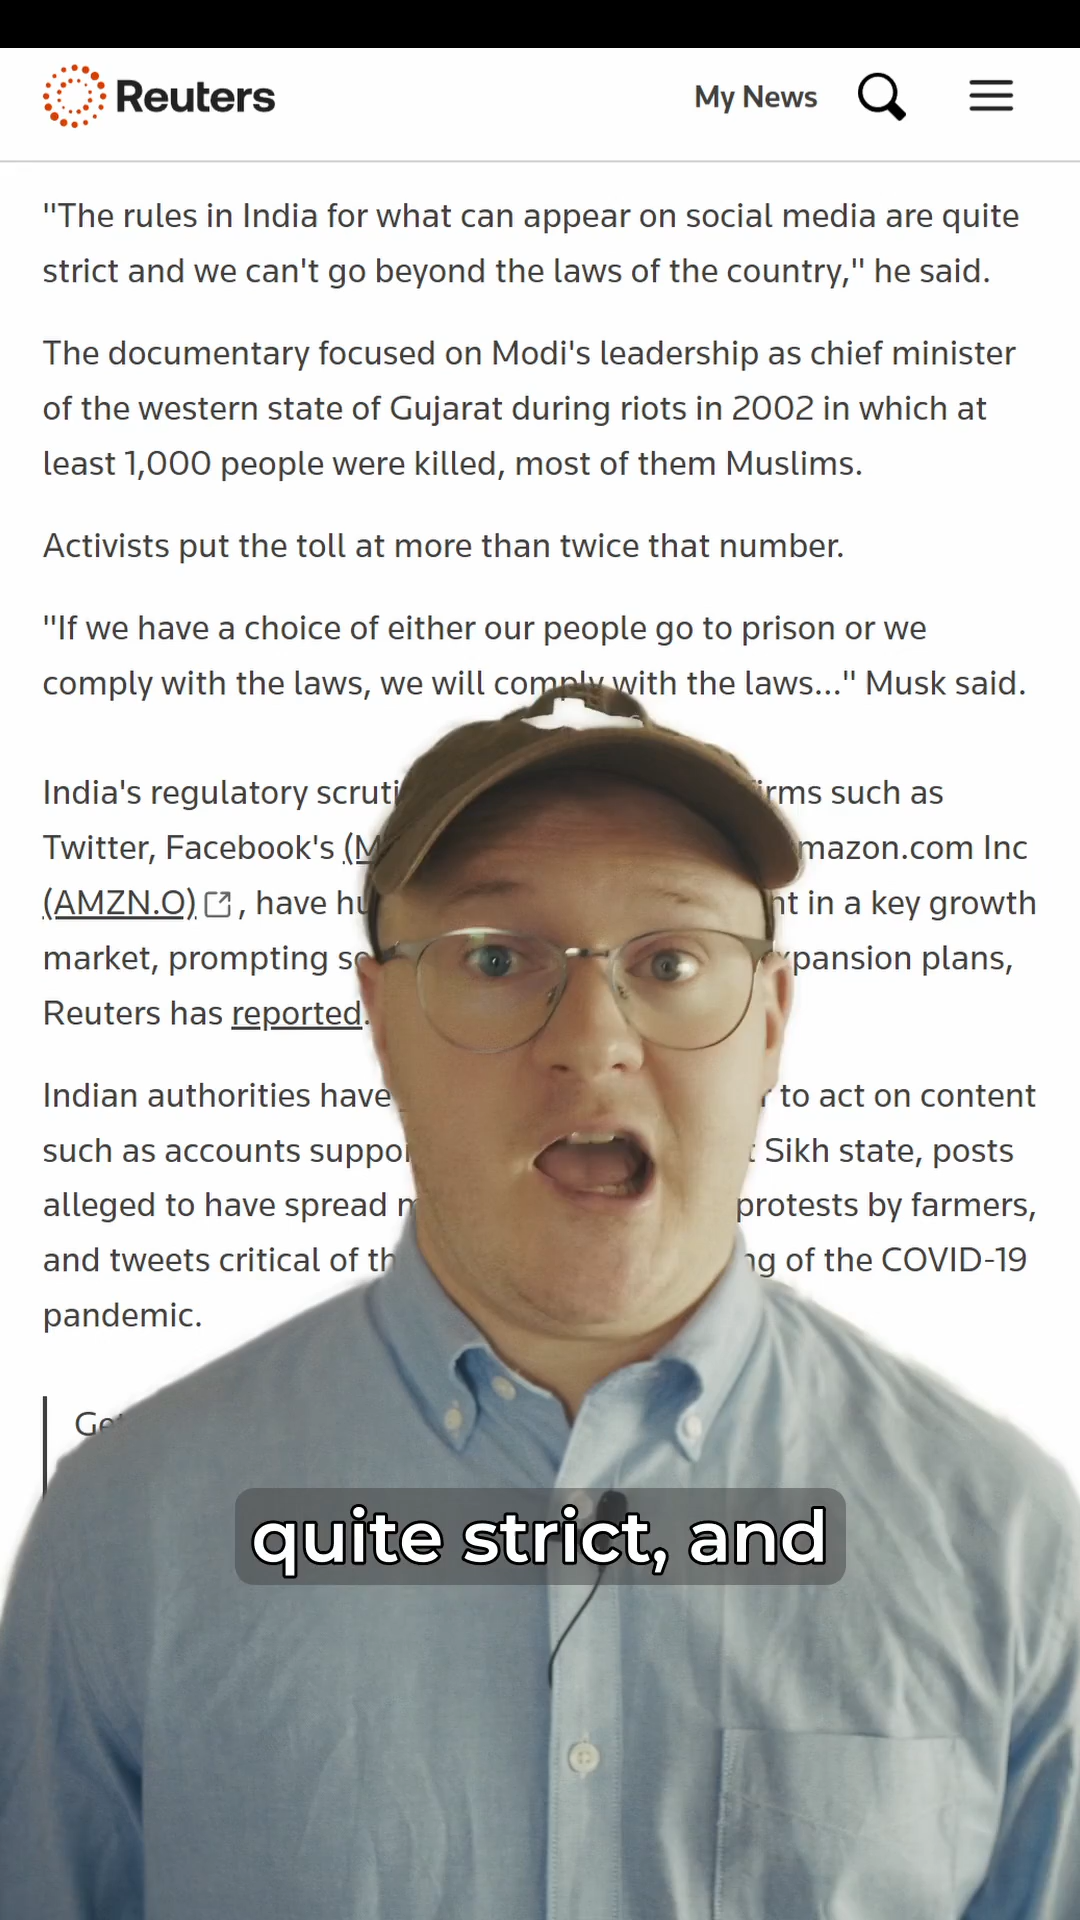 Reuters
My News
"The rules in India for what can appear on social media are quite
strict and we can't go beyond the laws of the country," he said.
The documentary focused on Modi's leadership as chief minister
of the western state of Gujarat during riots in 2002 in which at
least 1,000 people were killed, most of them Muslims.
Activists put the toll at more than twice that number.
"If we have a choice of either our people go to prison or we
comply with the laws, we will comply with the laws..." Musk said.
India's regulatory such as
Twitter, Facebook's Inc
(AMZN.O) , have in a key growth
market, prompting plans,
Reuters has reported.
Indian authorities have to act on content
such as accounts Sikh state, posts
alleged to have spread protests by farmers,
and tweets critical of of the COVID-19
pandemic.
quite strict, and